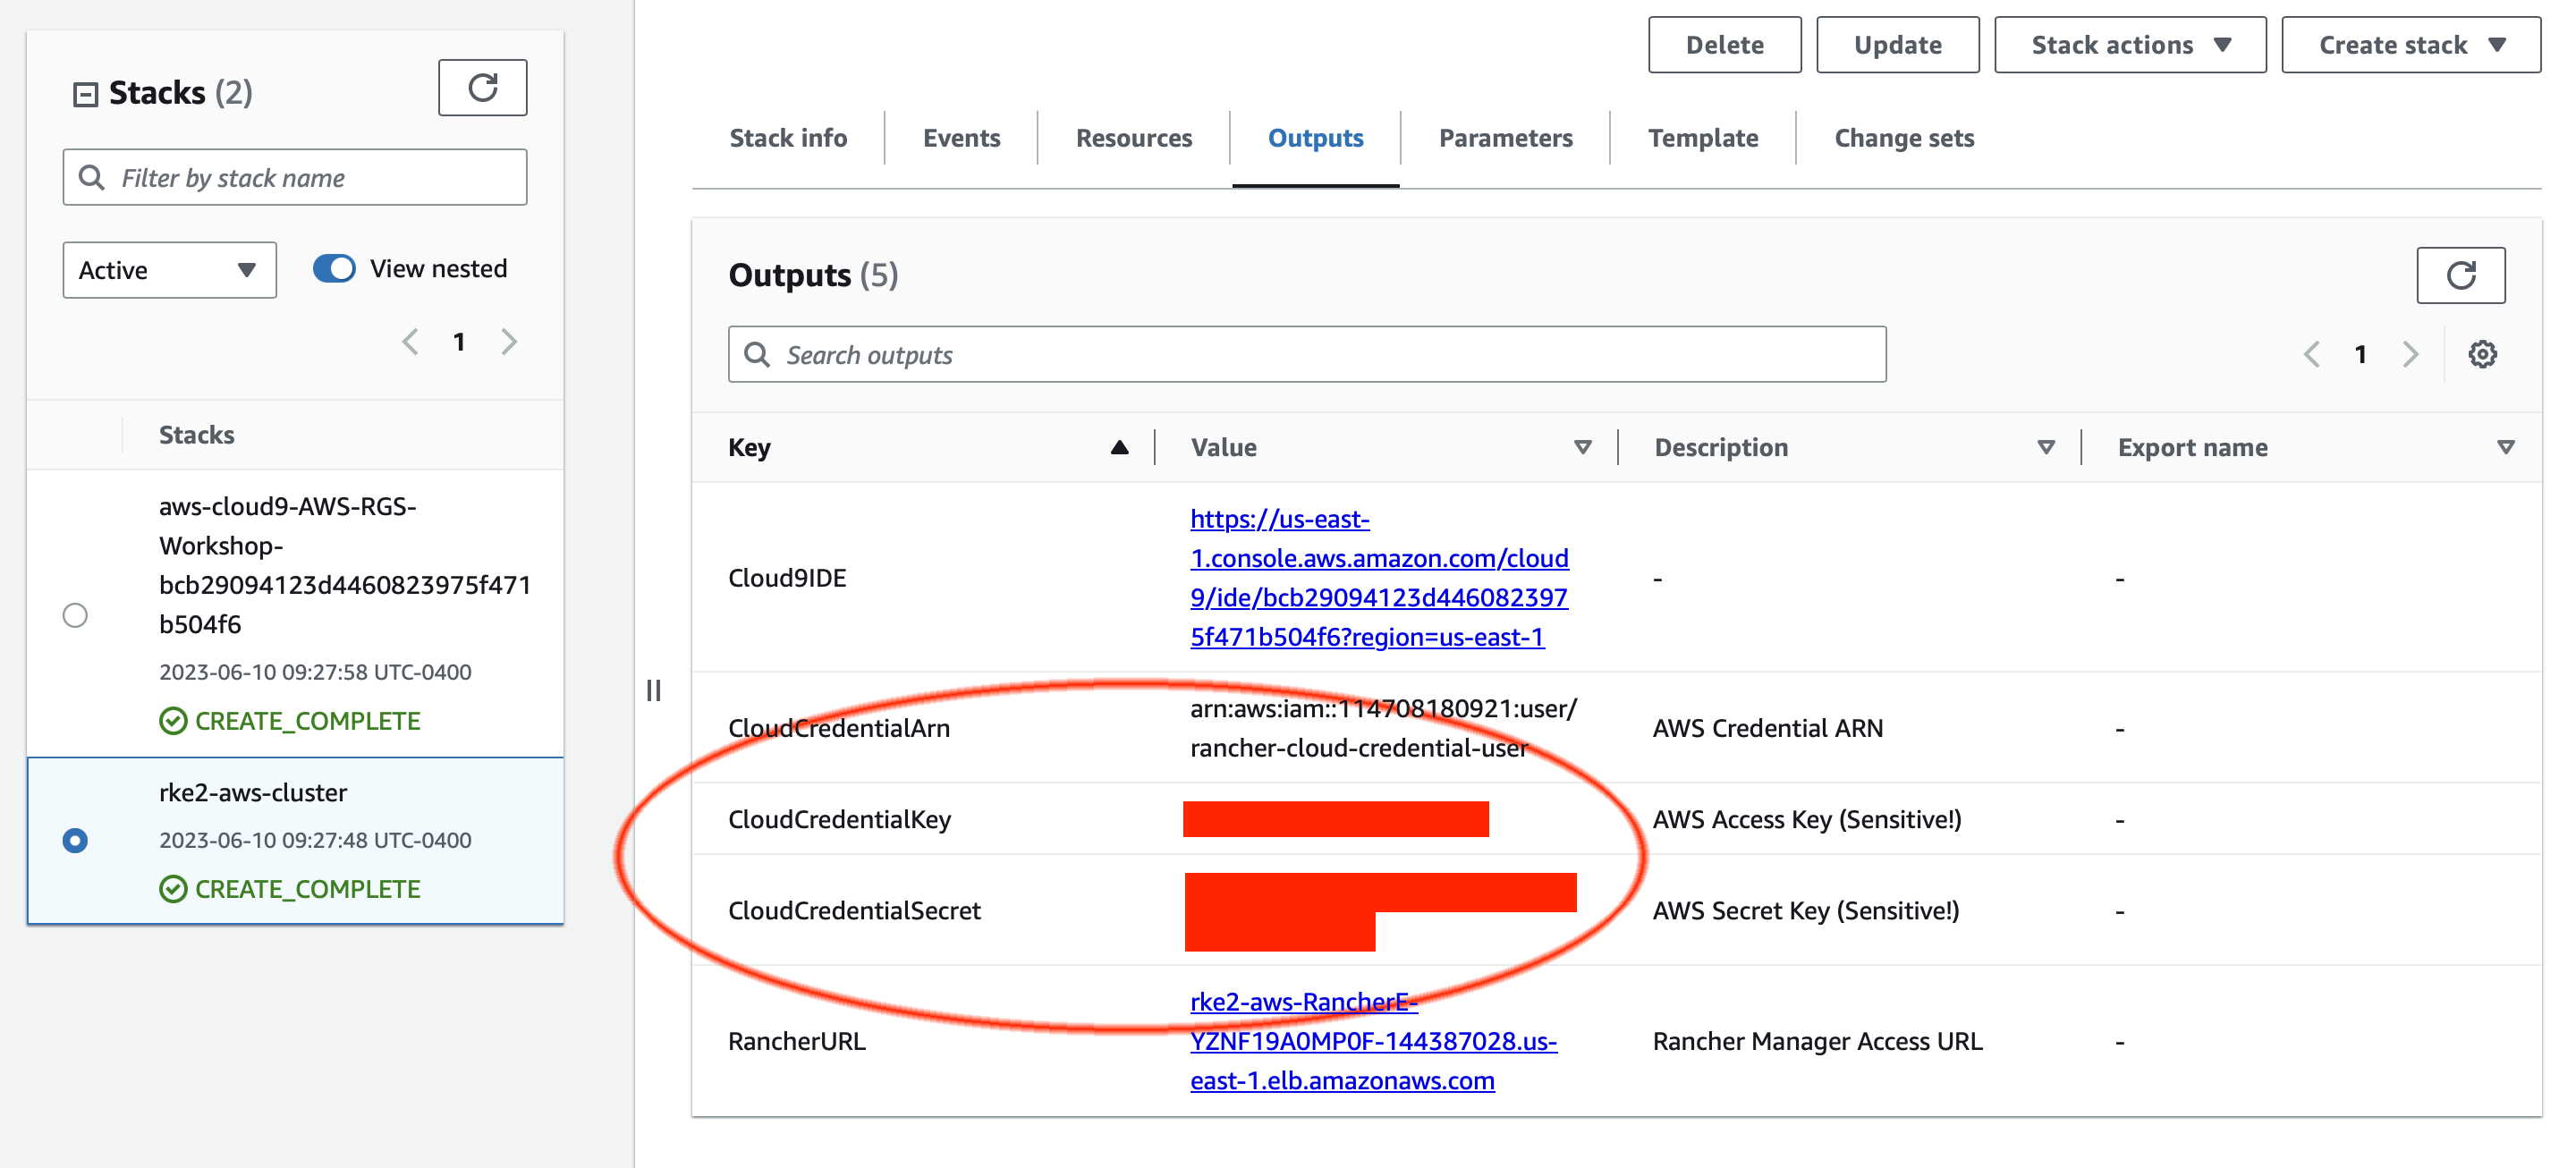 Stacks (2)
Filter by stack name
Active
View nested
1
Stacks
aws-cloud9-AWS-RGS-
Workshop-
bcb29094123d4460823975f471
b504f6
2023-06-10 09:27:58 UTC-0400
CREATE_COMPLETE
rke2-aws-cluster
2023-06-10 09:27:48 UTC-0400
CREATE_COMPLETE
Delete Update Stack actions Create stack
Stack info Events Resources Outputs Parameters Template Change sets
Outputs (5)
Search outputs
1
Key Value Description Export name
Cloud9IDE
https://us-east-
1.console.aws.amazon.com/cloud
9/ide/bcb29094123d446082397
5f471b504f6?region=us-east-1
-
-
CloudCredentialArn
arn:aws:iam::114708180921:user/
rancher-cloud-credential-user
AWS Credential ARN
-
CloudCredentialKey
AWS Access Key (Sensitive!)
-
CloudCredentialSecret
AWS Secret Key (Sensitive!)
-
RancherURL
rke2-aws-RancherE-
YZNF19A0MP0F-144387028.us-
east-1.elb.amazonaws.com
Rancher Manager Access URL
-